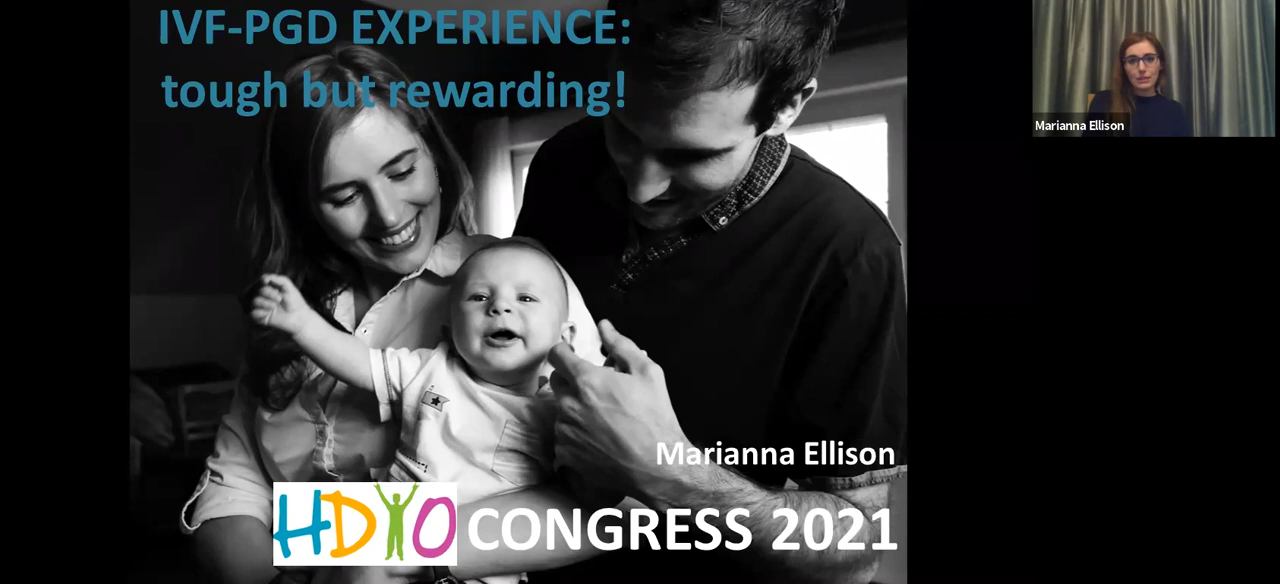 IVF-PGD EXPERIENCE:
tough but rewarding!
Marianna Ellison
Marianna Ellison
HDYO CONGRESS 2021